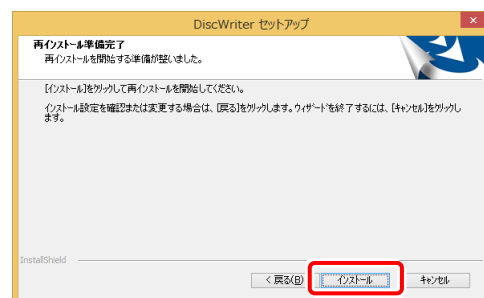 DiscWriter セットアップ
再インストール準備完了
再インストールを開始する準備が整いました。
[インストール]をクリックして再インストールを開始してください。
インストール設定を確認または変更する場合は、[戻る]をクリックします。ウィザードを終了するには、[キャンセル]をクリックし
ます。
InstallShield
< 戻る(B) インストール キャンセル